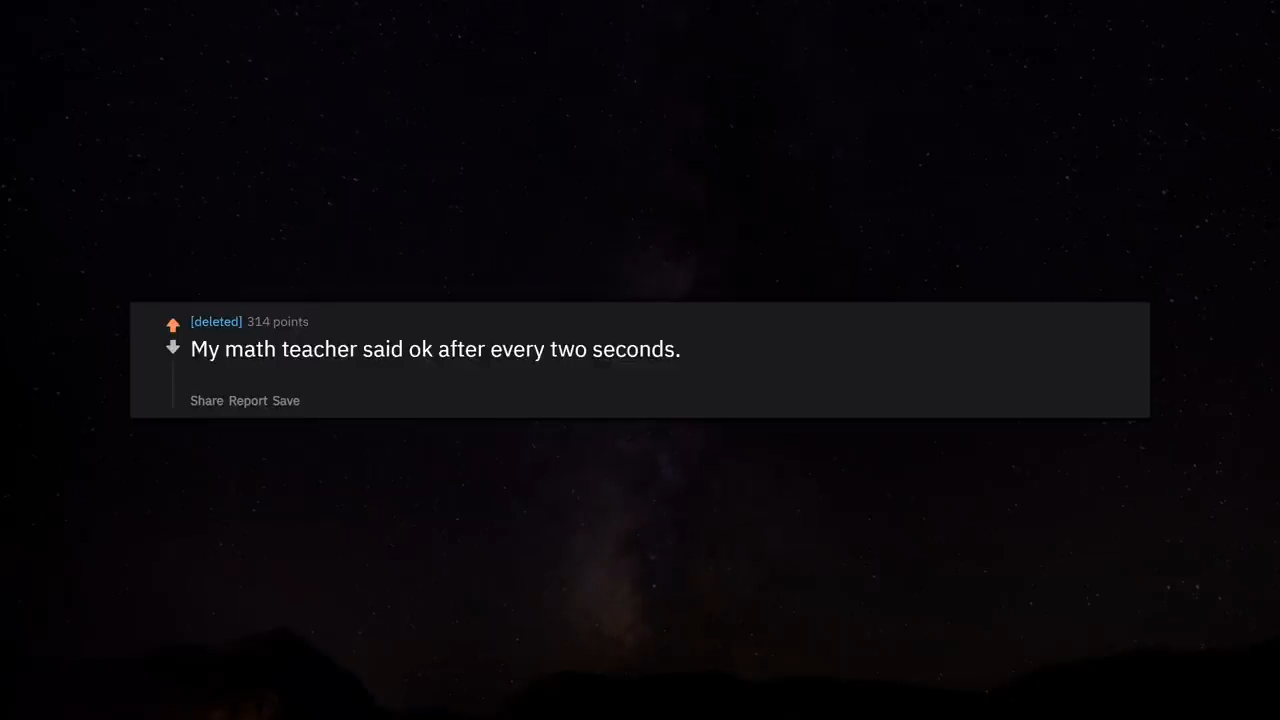 [deleted] 314 points
My math teacher said ok after every two seconds.
Share Report Save